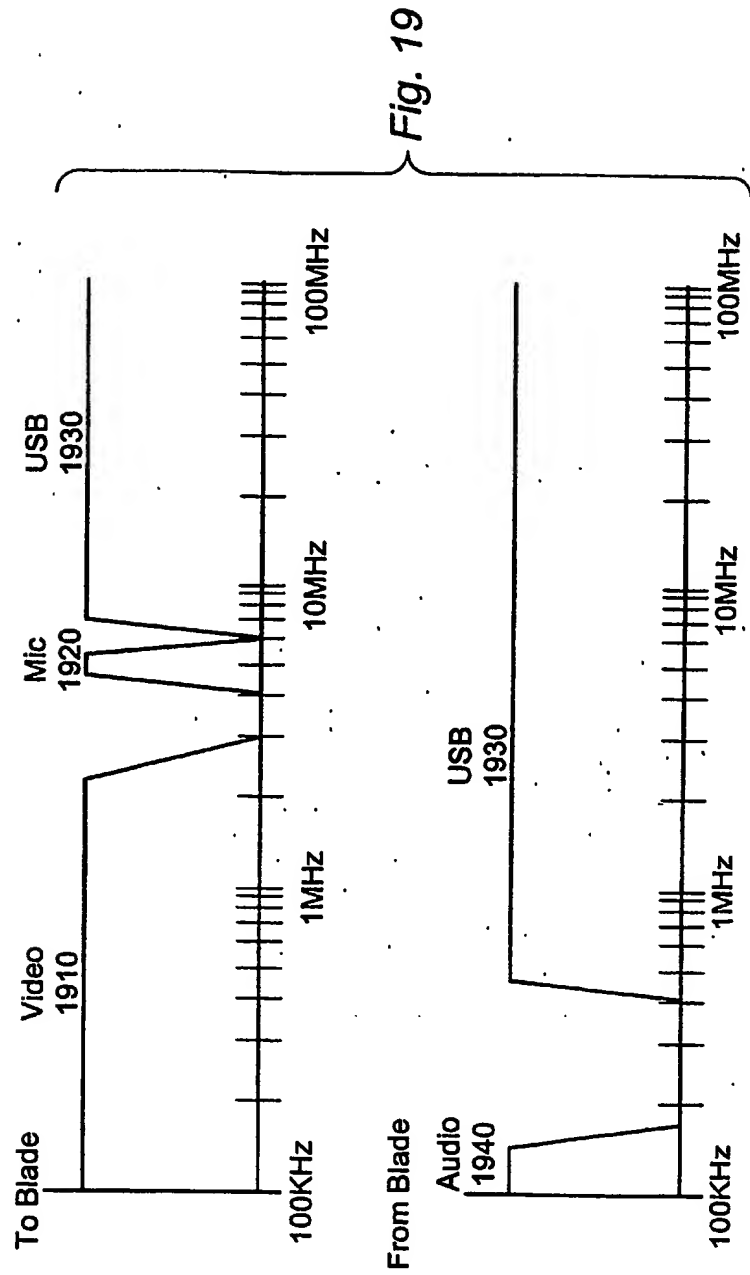 To Blade
Video
1910
Mic
1920
USB
1930
100KHz
1MHz
10MHz
100MHz
From Blade
Audio
1940
USB
1930
100KHz
1MHz
10MHz
100MHz
Fig. 19